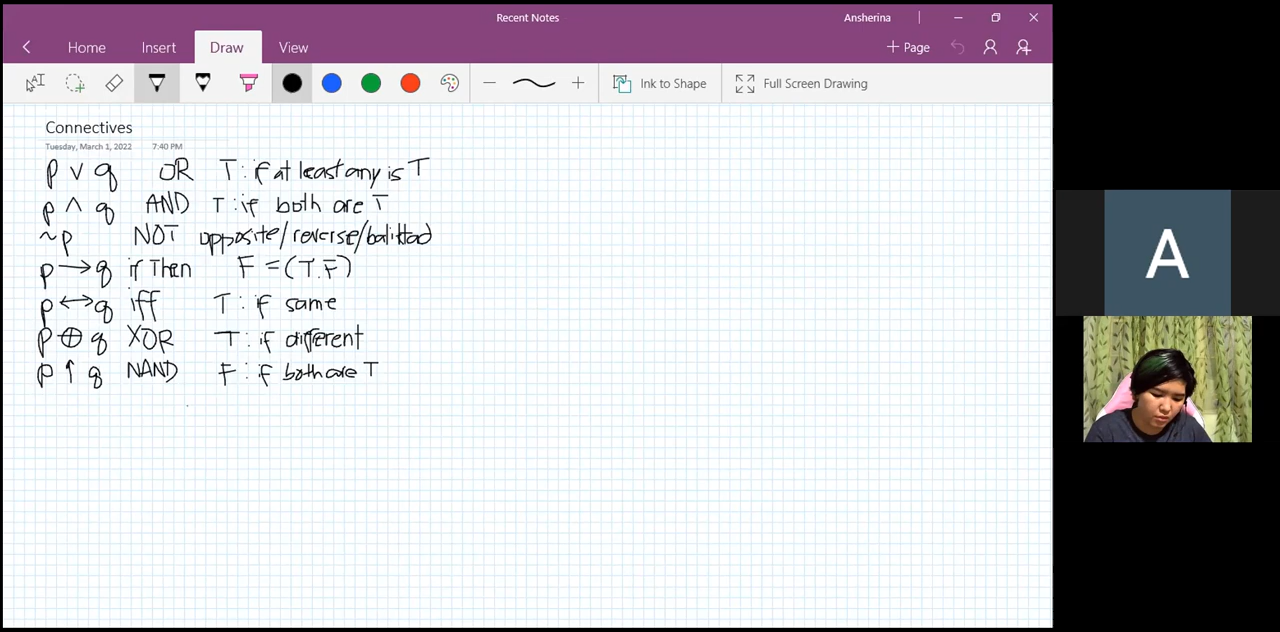 Recent Notes
Ansherina
Home Insert Draw View
Page
Ink to Shape Full Screen Drawing
Connectives
Tuesday, March 1, 2022 7:40 PM
p ∨ q OR T : if at least any is T
p ∧ q AND T : if both are T
~p NOT opposite/reverse/baliktad
p → q if Then F = (T.F)
p ↔ q iff T : if same
p ⊕ q XOR T : if different
p ↑ q NAND F : if both are T
A